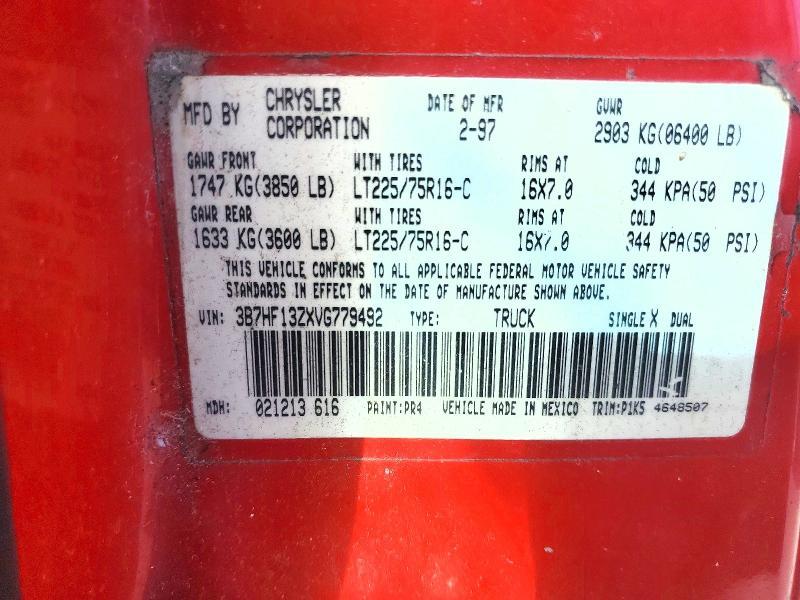 MFD BY CHRYSLER CORPORATION DATE OF MFR 2-97 GVWR 2903 KG(06400 LB)
GAWR FRONT WITH TIRES RIMS AT COLD
1747 KG(3850 LB) LT225/75R16-C 16X7.0 344 KPA(50 PSI)
GAWR REAR WITH TIRES RIMS AT COLD
1633 KG(3600 LB) LT225/75R16-C 16X7.0 344 KPA(50 PSI)
THIS VEHICLE CONFORMS TO ALL APPLICABLE FEDERAL MOTOR VEHICLE SAFETY
STANDARDS IN EFFECT ON THE DATE OF MANUFACTURE SHOWN ABOVE.
VIN: 3B7HF13ZXVG779492 TYPE: TRUCK SINGLE X DUAL
MDH: 021213 616 PAINT:PR4 VEHICLE MADE IN MEXICO TRIM:P1K5 4648507